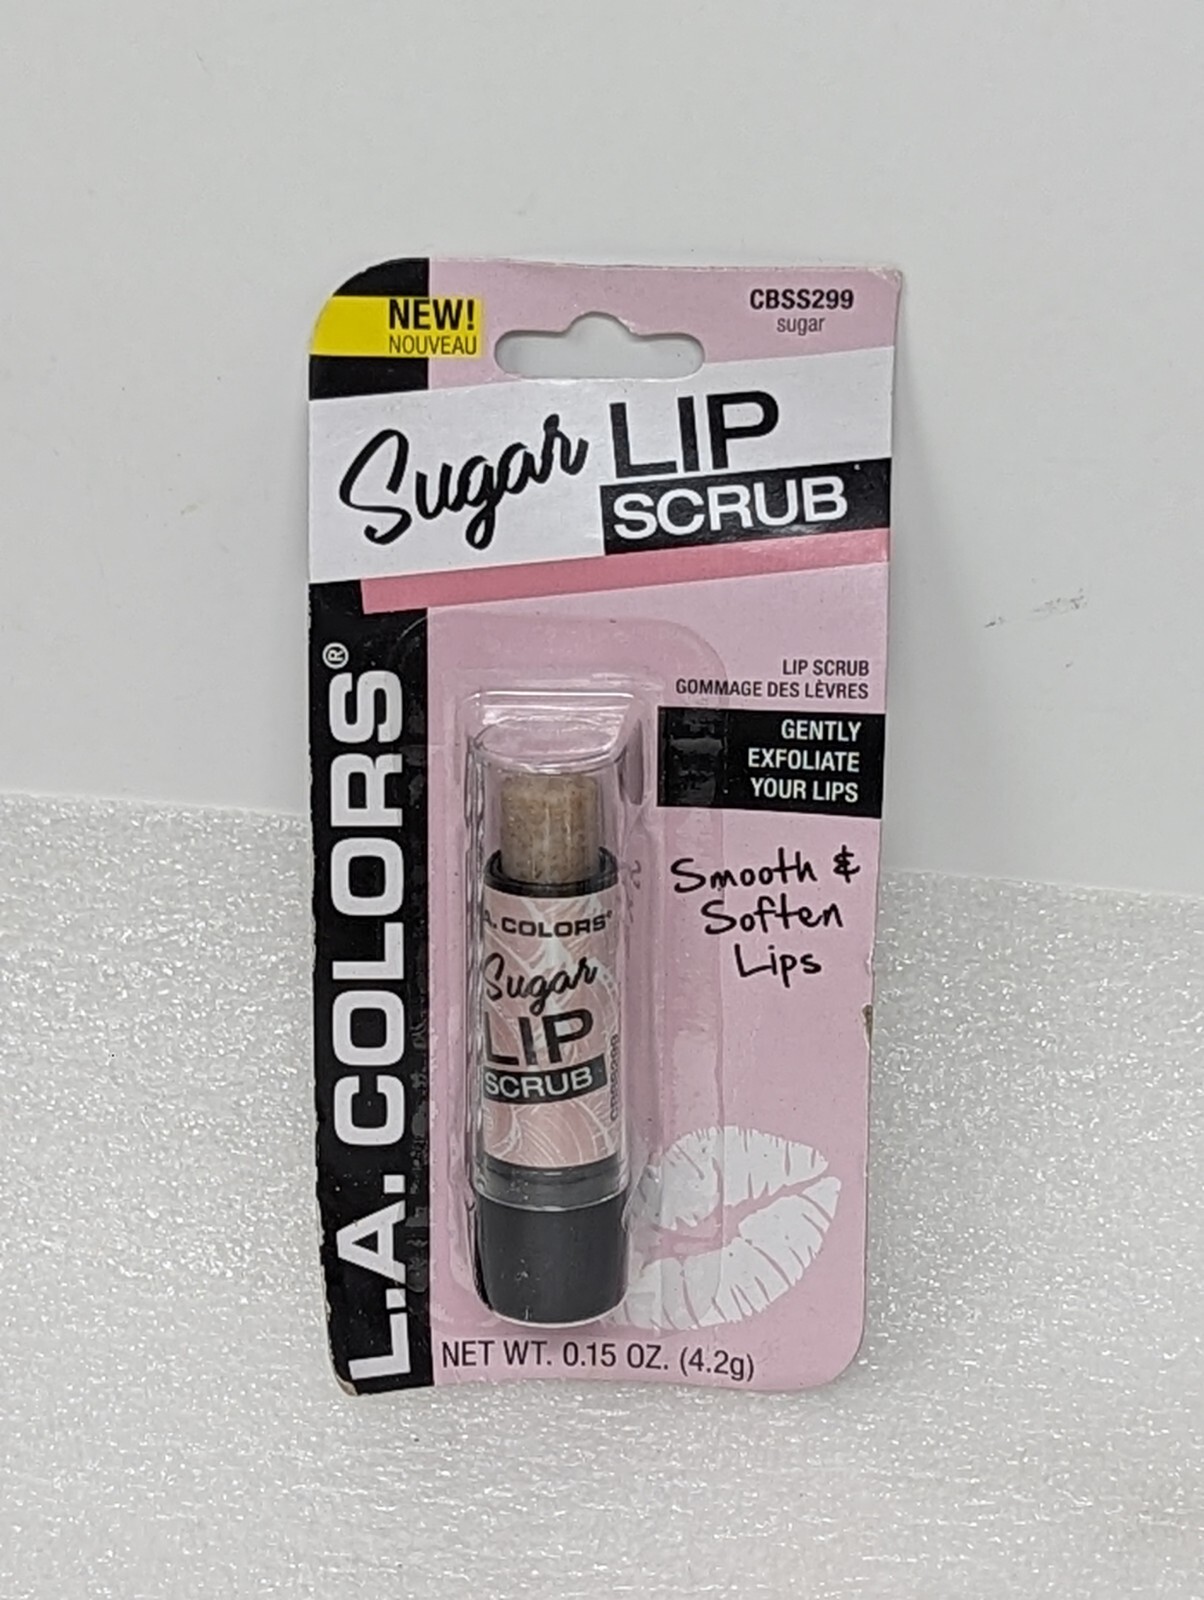 NEW!
NOUVEAU
CBSS299
sugar
Sugar LIP
SCRUB
L.A. COLORS®
LIP SCRUB
GOMMAGE DES LÈVRES
GENTLY
EXFOLIATE
YOUR LIPS
Smooth &
Soften
Lips
A. COLORS®
Sugar
LIP
SCRUB
CBSS299
NET WT. 0.15 OZ. (4.2g)